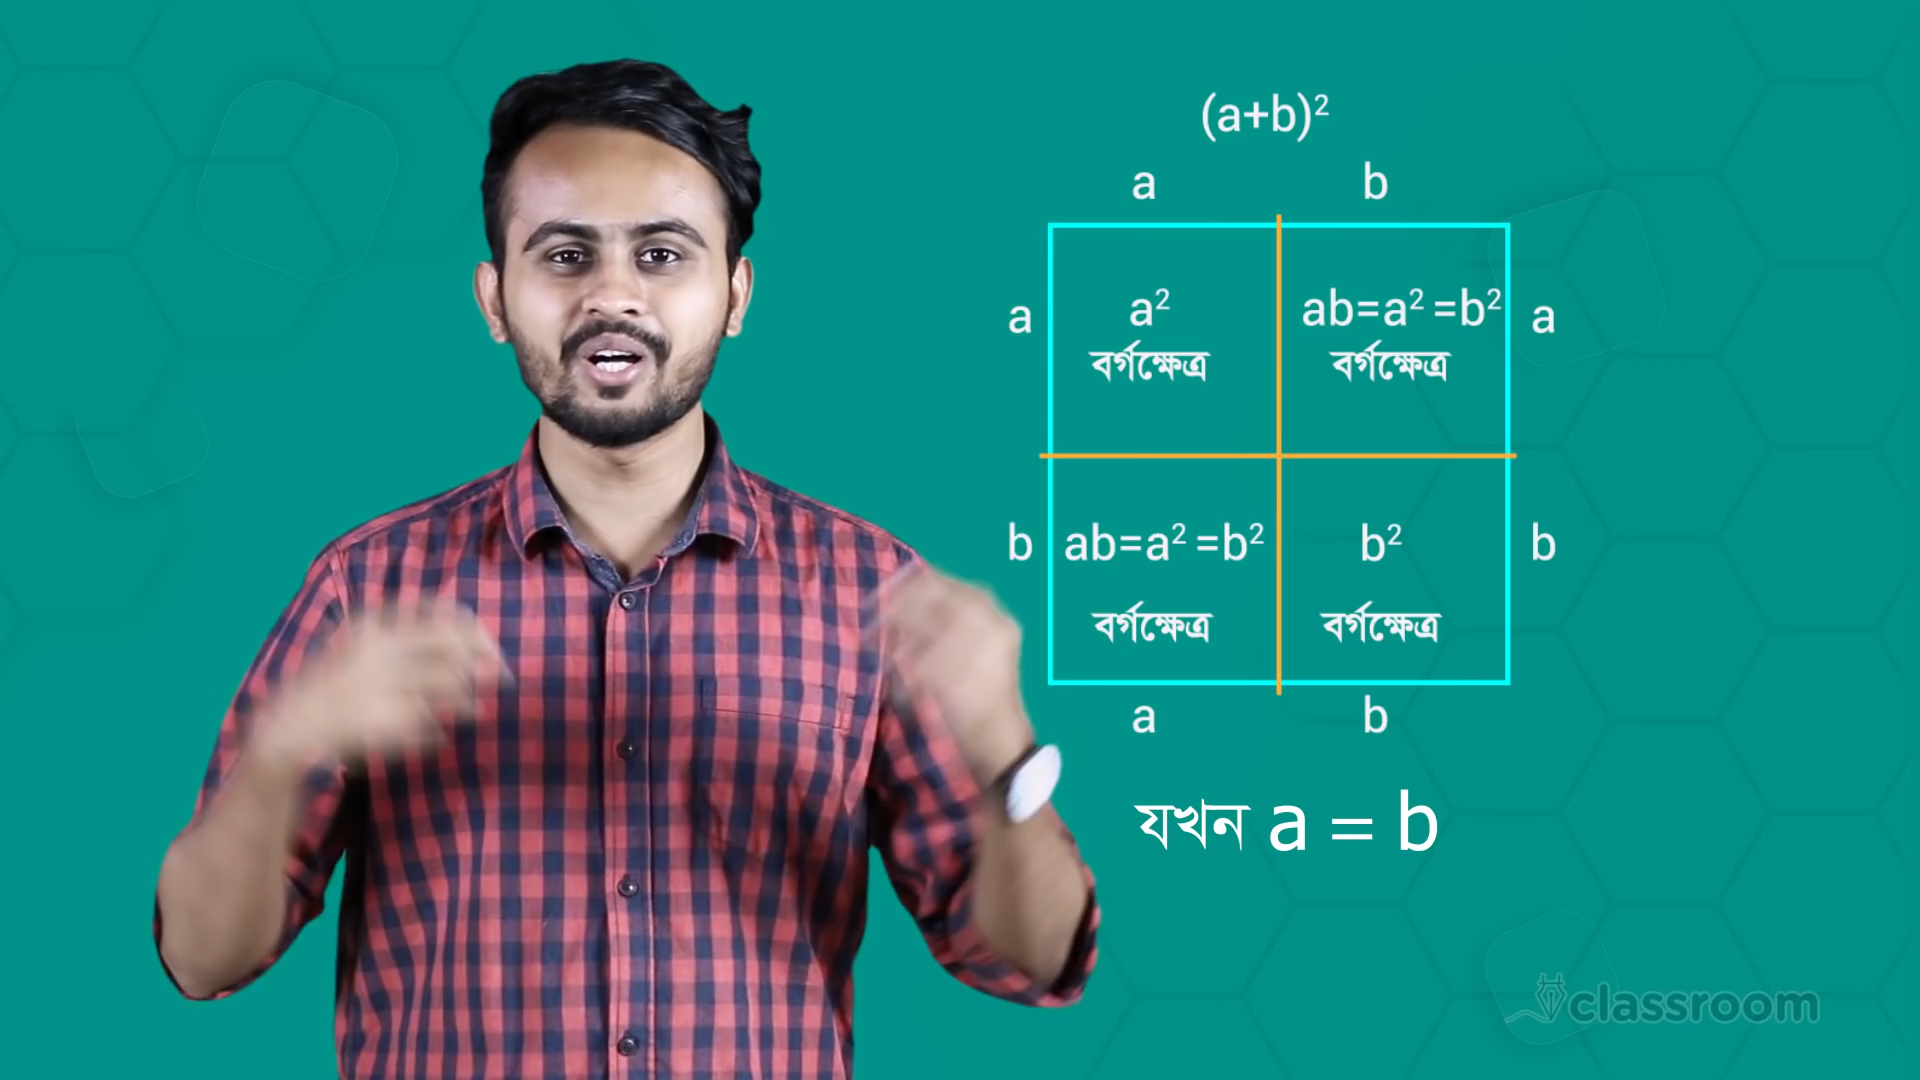 (a+b)²
a b
a a² ab=a² =b² a
বর্গক্ষেত্র বর্গক্ষেত্র
b ab=a² =b² b² b
বর্গক্ষেত্র বর্গক্ষেত্র
a b
যখন a = b
classroom